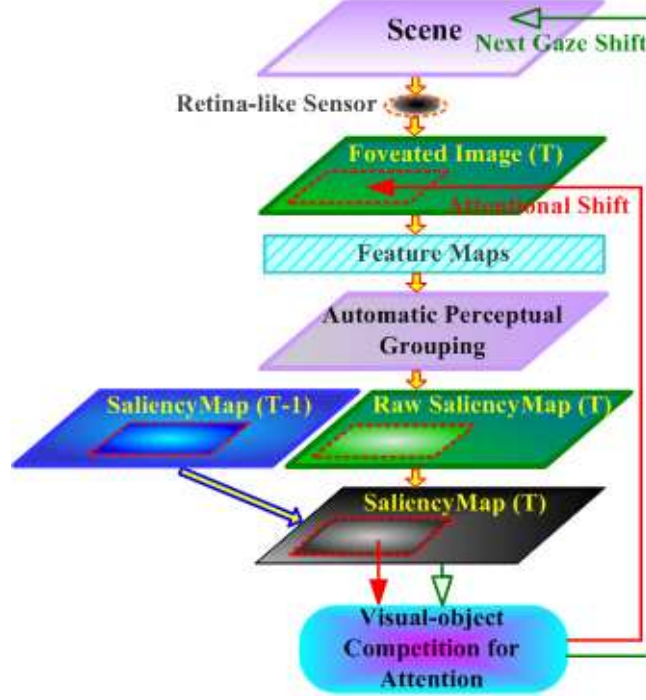 Scene
Next Gaze Shift
Retina-like Sensor
Foveated Image (T)
Attentional Shift
Feature Maps
Automatic Perceptual
Grouping
SaliencyMap (T-1)
Raw SaliencyMap (T)
SaliencyMap (T)
Visual-object
Competition for
Attention